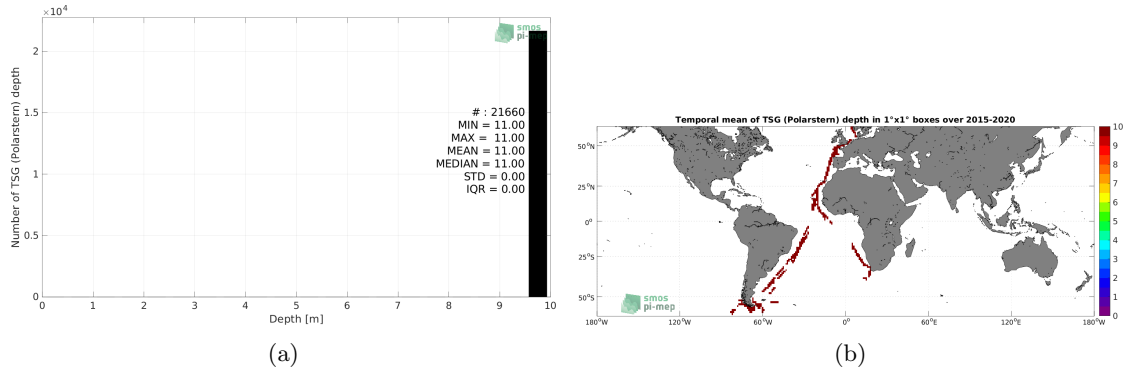 ×10⁴
smos
pi-mep
2
1.5
1
0.5
0
Number of TSG (Polarstern) depth
# : 21660
MIN = 11.00
MAX = 11.00
MEAN = 11.00
MEDIAN = 11.00
STD = 0.00
IQR = 0.00
0 1 2 3 4 5 6 7 8 9 10
Depth [m]
(a)
Temporal mean of TSG (Polarstern) depth in 1°x1° boxes over 2015-2020
50°N
25°N
0°
25°S
50°S
smos
pi-mep
180°W 120°W 60°W 0° 60°E 120°E 180°W
10
9
8
7
6
5
4
3
2
1
0
(b)